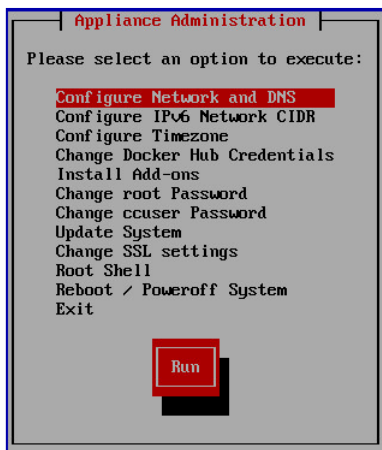 Appliance Administration
Please select an option to execute:
Configure Network and DNS
Configure IPv6 Network CIDR
Configure Timezone
Change Docker Hub Credentials
Install Add-ons
Change root Password
Change ccuser Password
Update System
Change SSL settings
Root Shell
Reboot / Poweroff System
Exit
Run